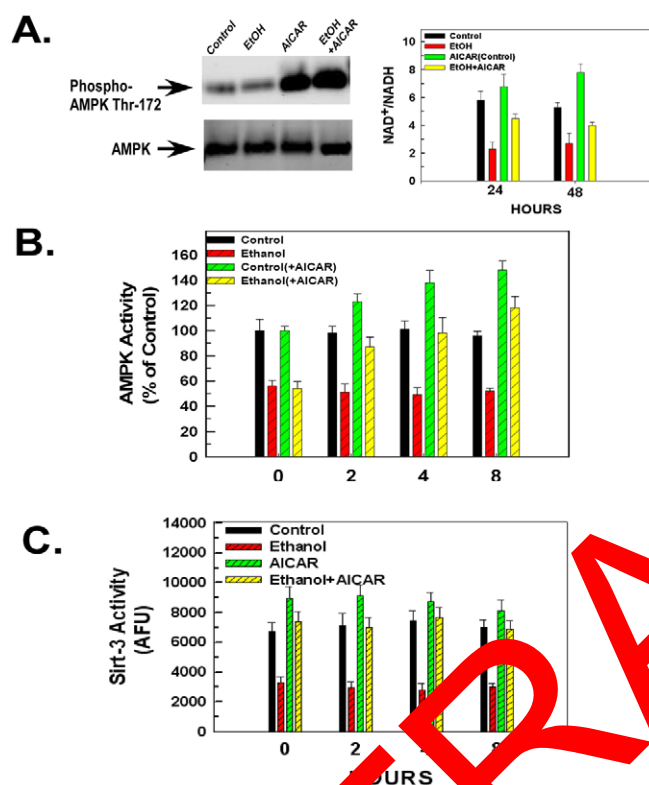 A.
Control EtOH AICAR EtOH +AICAR
Phospho-
AMPK Thr-172
AMPK
Control
EtOH
AICAR(Control)
EtOH+AICAR
NAD+/NADH
10
8
6
4
2
0
24 48
HOURS
B.
Control
Ethanol
Control(+AICAR)
Ethanol(+AICAR)
AMPK Activity
(% of Control)
160
140
120
100
80
60
40
20
0
0 2 4 8
C.
Control
Ethanol
AICAR
Ethanol+AICAR
Sirt-3 Activity
(AFU)
14000
12000
10000
8000
6000
4000
2000
0
0 2 8
HOURS